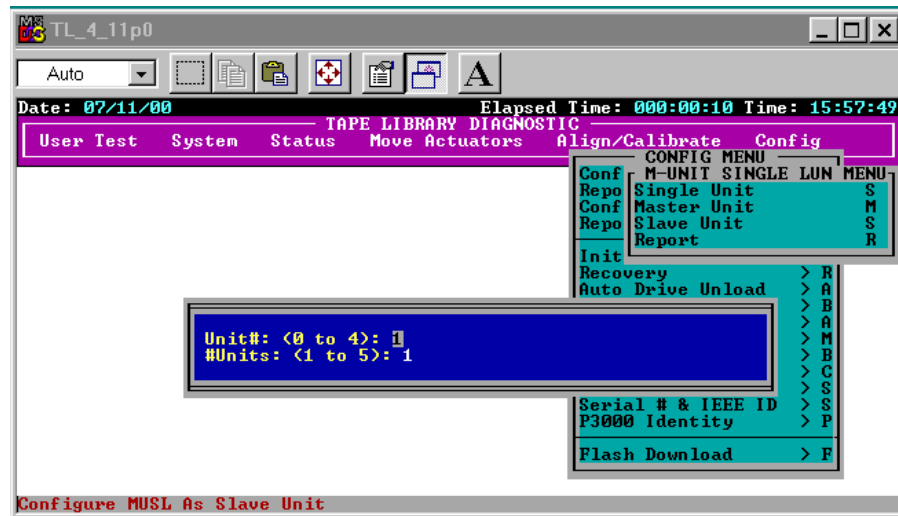 TL_4_11p0
Auto
A
Date: 07/11/00 Elapsed Time: 000:00:10 Time: 15:57:49
TAPE LIBRARY DIAGNOSTIC
User Test System Status Move Actuators Align/Calibrate Config
CONFIG MENU
Conf M-UNIT SINGLE LUN MENU
Repo Single Unit S
Conf Master Unit M
Repo Slave Unit S
Report R
Init
Recovery > R
Auto Drive Unload > A
> B
> A
Unit#: (0 to 4): 1 > M
#Units: (1 to 5): 1 > B
> C
> S
Serial # & IEEE ID > S
P3000 Identity > P
Flash Download > F
Configure MUSL As Slave Unit